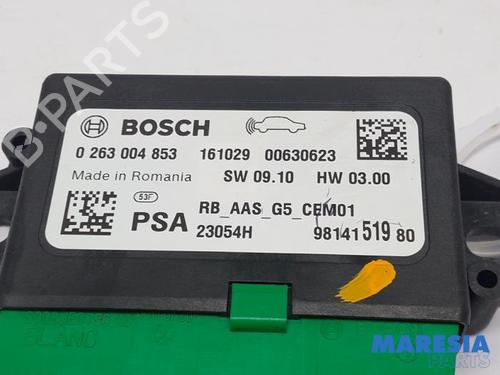 BOSCH
0 263 004 853 161029 00630623
Made in Romania SW 09.10 HW 03.00
53F
PSA RB_AAS_G5_CEM01
23054H 98141 519 80
BLANC
B-PARTS
MARESIA
PARTS